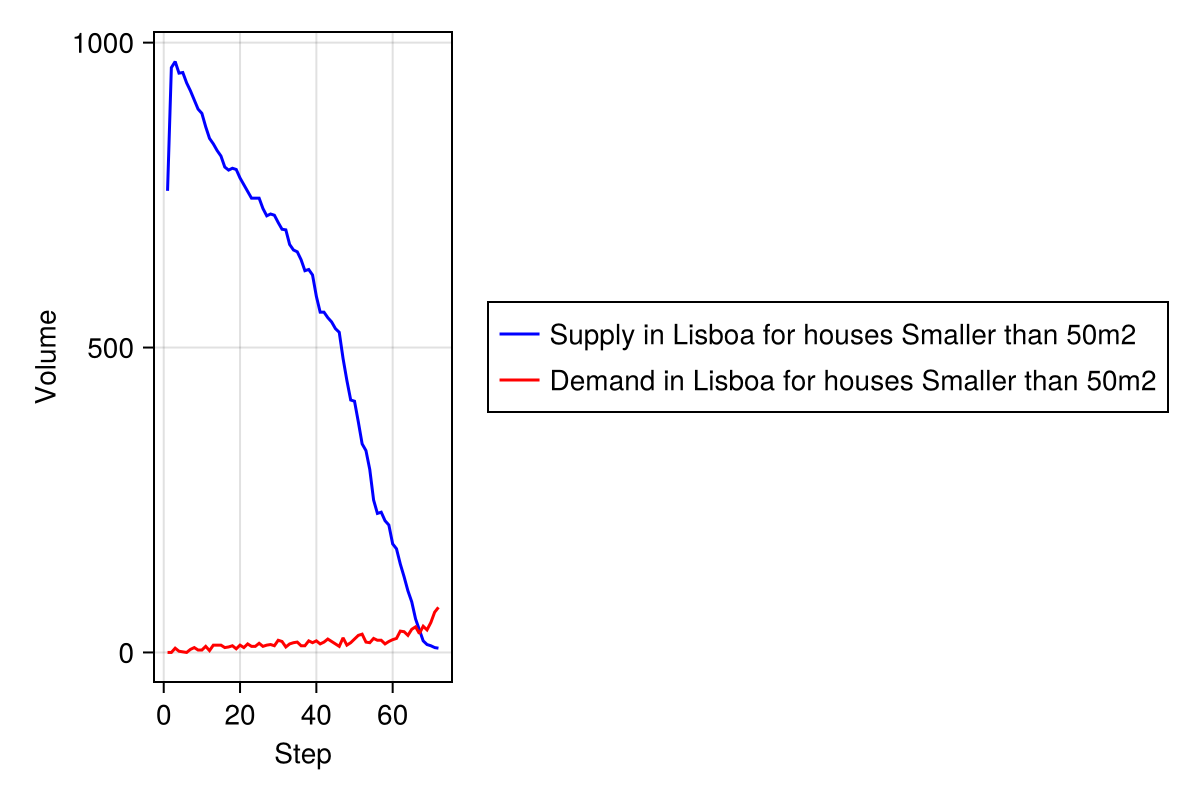 1000
500
0
Volume
0 20 40 60
Step
Supply in Lisboa for houses Smaller than 50m2
Demand in Lisboa for houses Smaller than 50m2